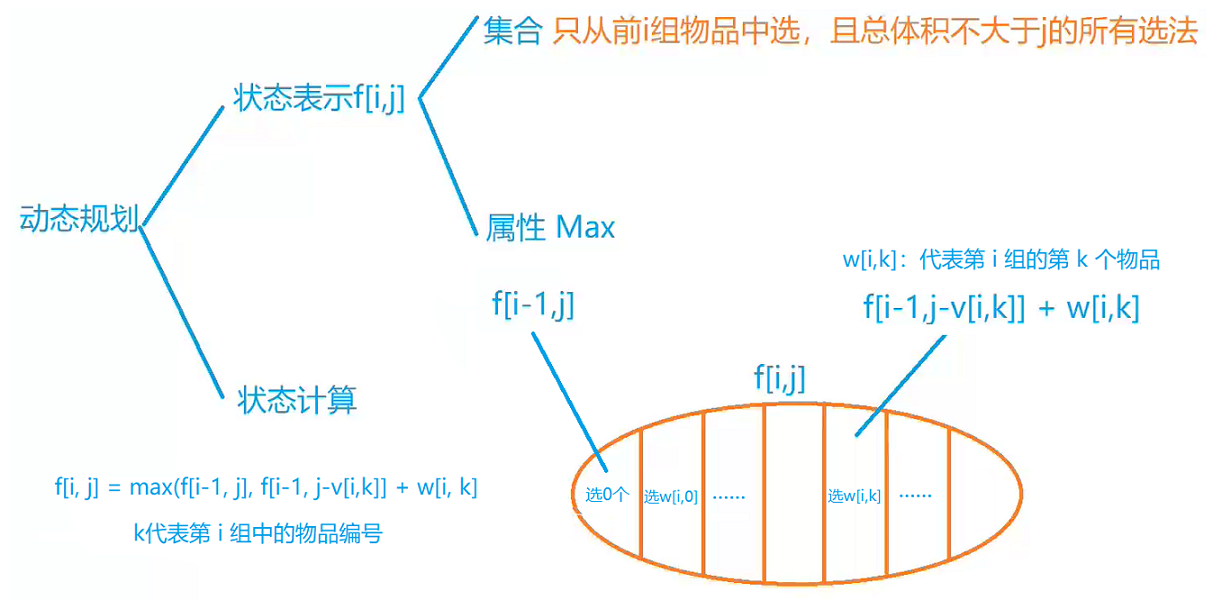 集合 只从前i组物品中选，且总体积不大于j的所有选法
状态表示f[i,j]
动态规划
属性 Max
w[i,k]：代表第 i 组的第 k 个物品
f[i-1,j]
f[i-1,j-v[i,k]] + w[i,k]
f[i,j]
状态计算
f[i, j] = max(f[i-1, j], f[i-1, j-v[i,k]] + w[i, k]
k代表第 i 组中的物品编号
选0个 选w[i,0] ...... 选w[i,k] ......